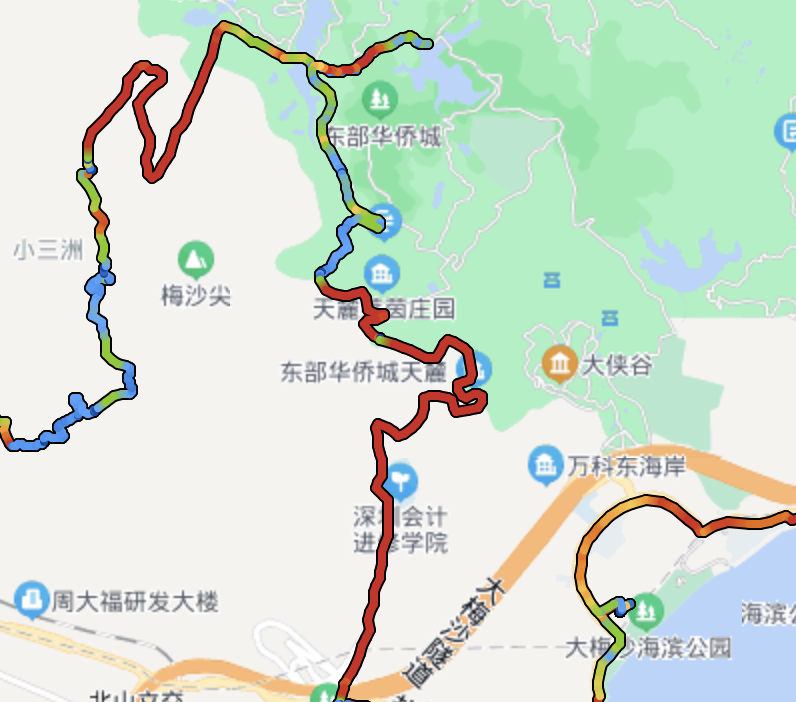 东部华侨城
小三洲
梅沙尖
天麓
茵庄园
东部华侨城天麓
大侠谷
万科东海岸
深圳会计
进修学院
大梅沙隧道
周大福研发大楼
海滨公
大梅沙海滨公园
北山立交